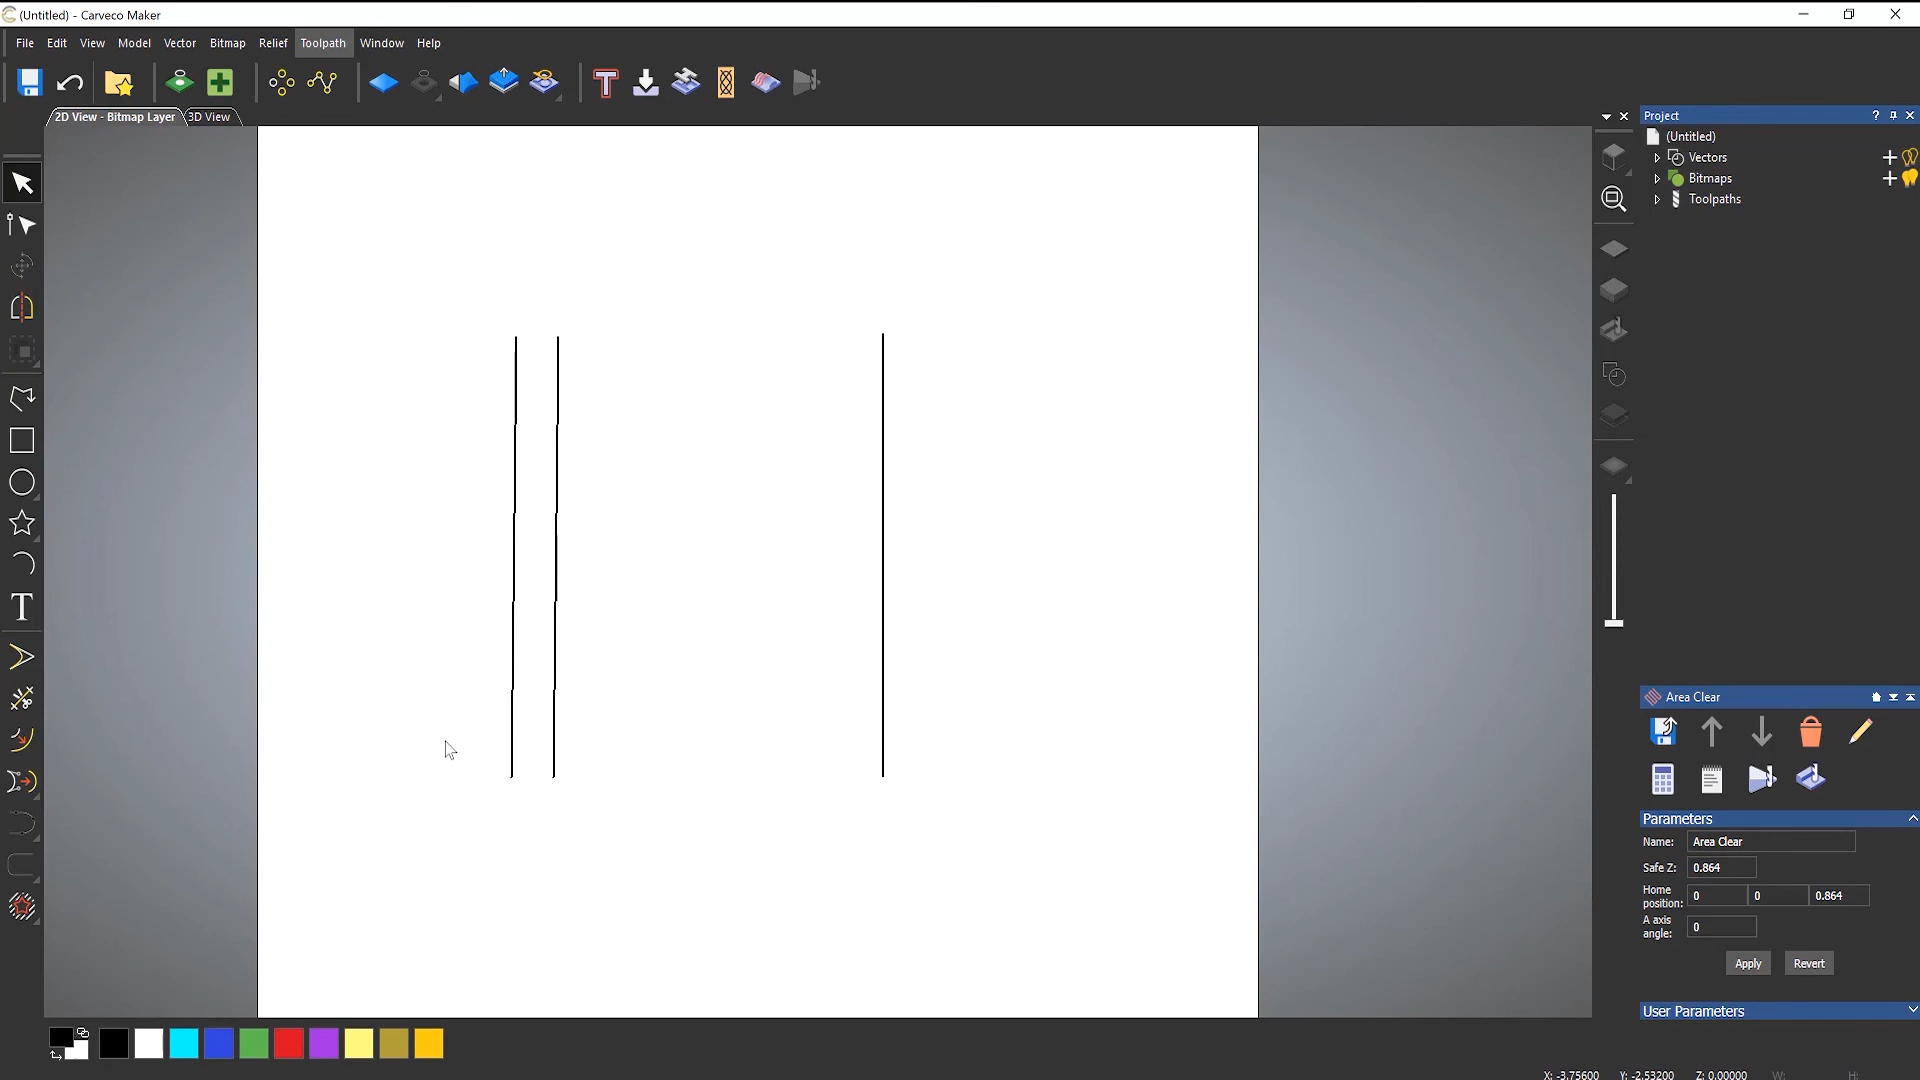 (Untitled) - Carveco Maker
File Edit View Model Vector Bitmap Relief Toolpath Window Help
2D View - Bitmap Layer 3D View
Project ?
(Untitled)
Vectors
Bitmaps
Toolpaths
T
Area Clear
Parameters
Name: Area Clear
Safe Z: 0.864
Home position: 0 0 0.864
A axis angle: 0
Apply Revert
User Parameters
X: -3.75600 Y: -2.53200 Z: 0.00000 W: H: